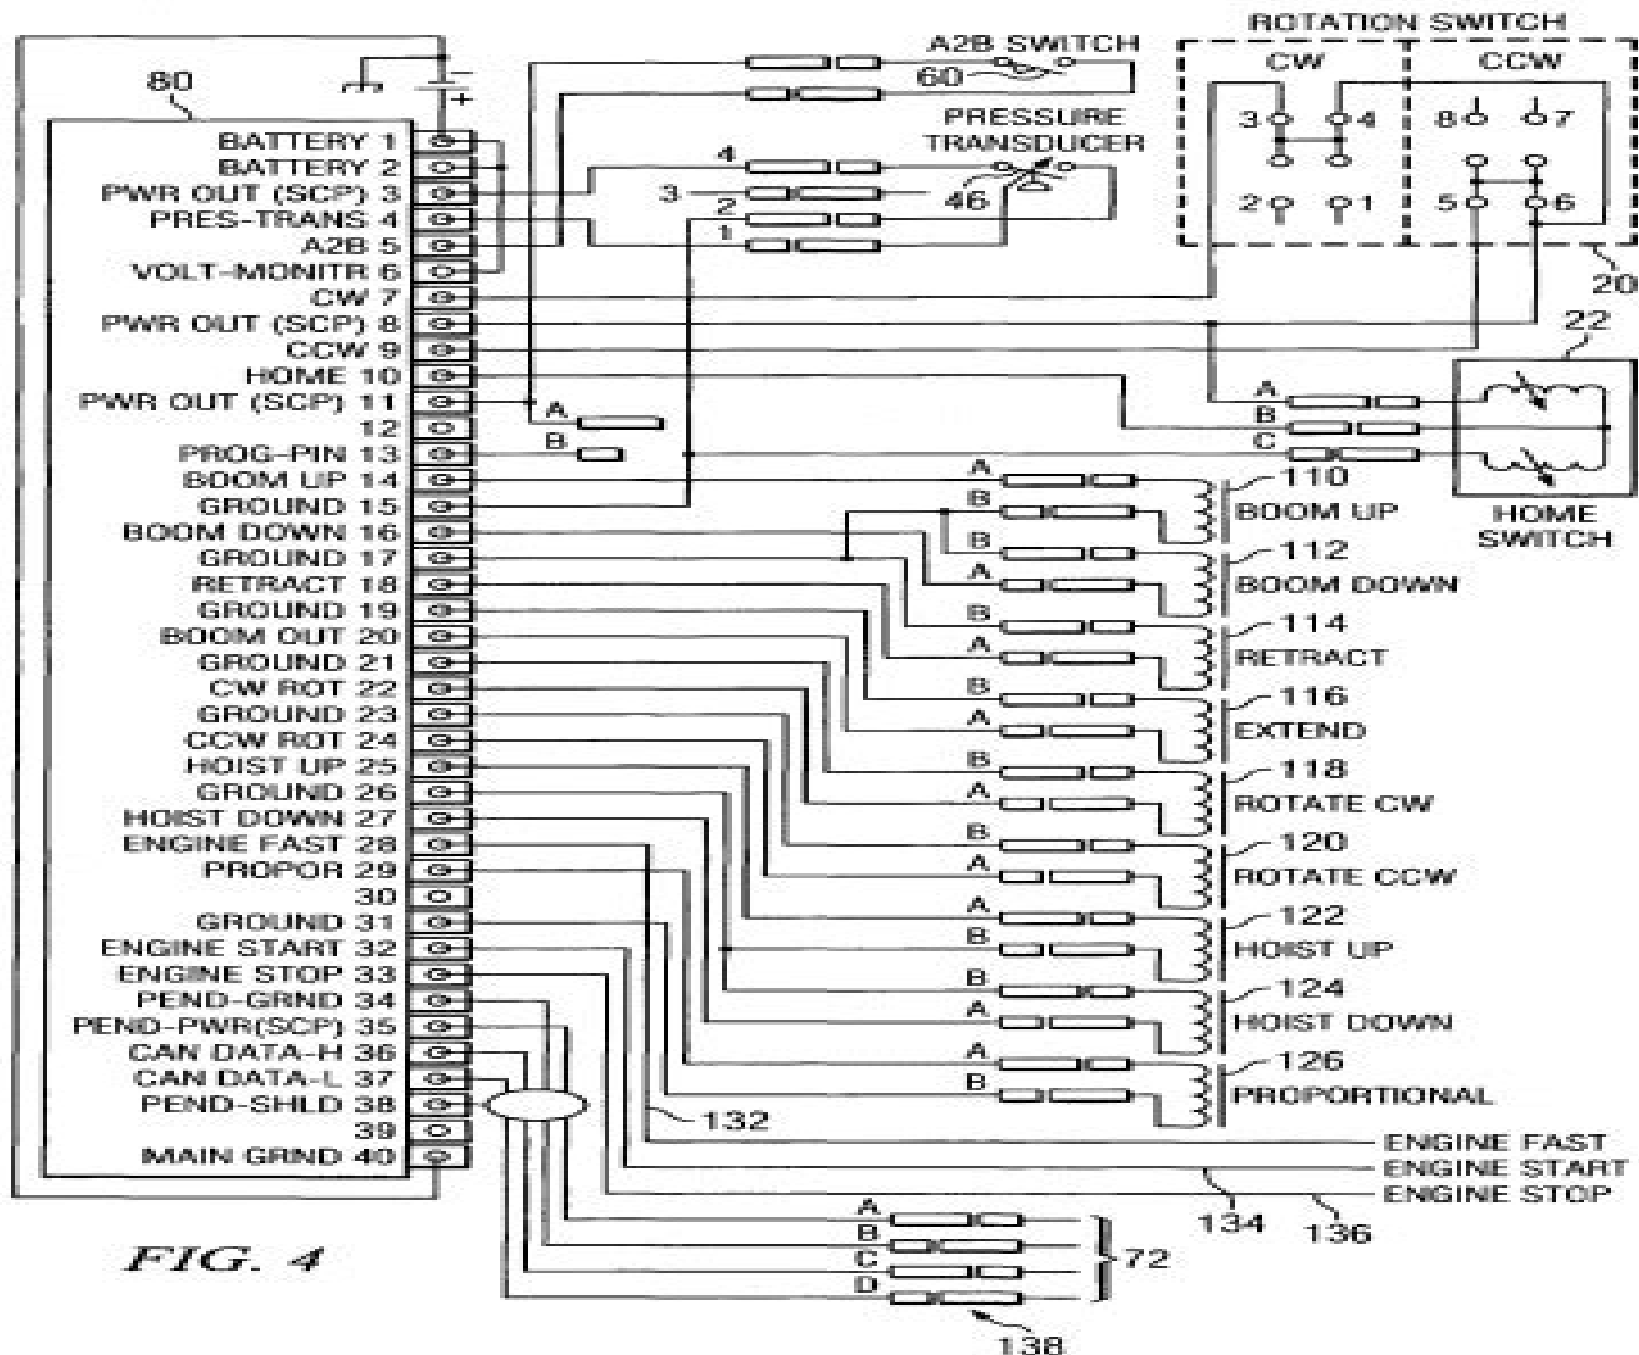 ROTATION SWITCH
A2B SWITCH
CW
CCW
60
80
+
PRESSURE
TRANSDUCER
3
4
8
7
BATTERY 1
BATTERY 2
4
PWR OUT (SCP) 3
3
46
2
1
5
6
PRES-TRANS 4
2
A2B 5
1
VOLT-MONITR 6
20
CW 7
PWR OUT (SCP) 8
22
CCW 9
HOME 10
A
PWR OUT (SCP) 11
A
B
12
B
C
PROG-PIN 13
BOOM UP 14
A
110
GROUND 15
B
BOOM UP
HOME
SWITCH
BOOM DOWN 16
B
112
GROUND 17
A
BOOM DOWN
RETRACT 18
GROUND 19
B
114
BOOM OUT 20
A
RETRACT
GROUND 21
CW ROT 22
B
116
GROUND 23
A
EXTEND
CCW ROT 24
HOIST UP 25
B
118
GROUND 26
A
ROTATE CW
HOIST DOWN 27
ENGINE FAST 28
B
120
PROPOR 29
A
ROTATE CCW
30
GROUND 31
A
122
ENGINE START 32
B
HOIST UP
ENGINE STOP 33
B
124
PEND-GRND 34
A
HOIST DOWN
PEND-PWR(SCP) 35
CAN DATA-H 36
A
126
CAN DATA-L 37
B
PROPORTIONAL
PEND-SHLD 38
132
39
MAIN GRND 40
ENGINE FAST
ENGINE START
ENGINE STOP
134
136
A
B
C
D
72
138
FIG. 4